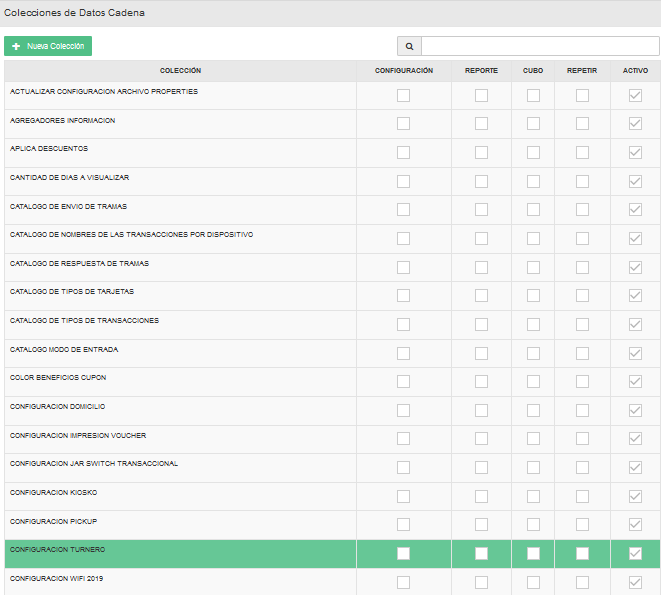 Colecciones de Datos Cadena
Nueva Colección
COLECCIÓN CONFIGURACIÓN REPORTE CUBO REPETIR ACTIVO
ACTUALIZAR CONFIGURACION ARCHIVO PROPERTIES
AGREGADORES INFORMACION
APLICA DESCUENTOS
CANTIDAD DE DIAS A VISUALIZAR
CATALOGO DE ENVIO DE TRAMAS
CATALOGO DE NOMBRES DE LAS TRANSACCIONES POR DISPOSITIVO
CATALOGO DE RESPUESTA DE TRAMAS
CATALOGO DE TIPOS DE TARJETAS
CATALOGO DE TIPOS DE TRANSACCIONES
CATALOGO MODO DE ENTRADA
COLOR BENEFICIOS CUPON
CONFIGURACION DOMICILIO
CONFIGURACION IMPRESION VOUCHER
CONFIGURACION JAR SWITCH TRANSACCIONAL
CONFIGURACION KIOSKO
CONFIGURACION PICKUP
CONFIGURACION TURNERO
CONFIGURACION WIFI 2019